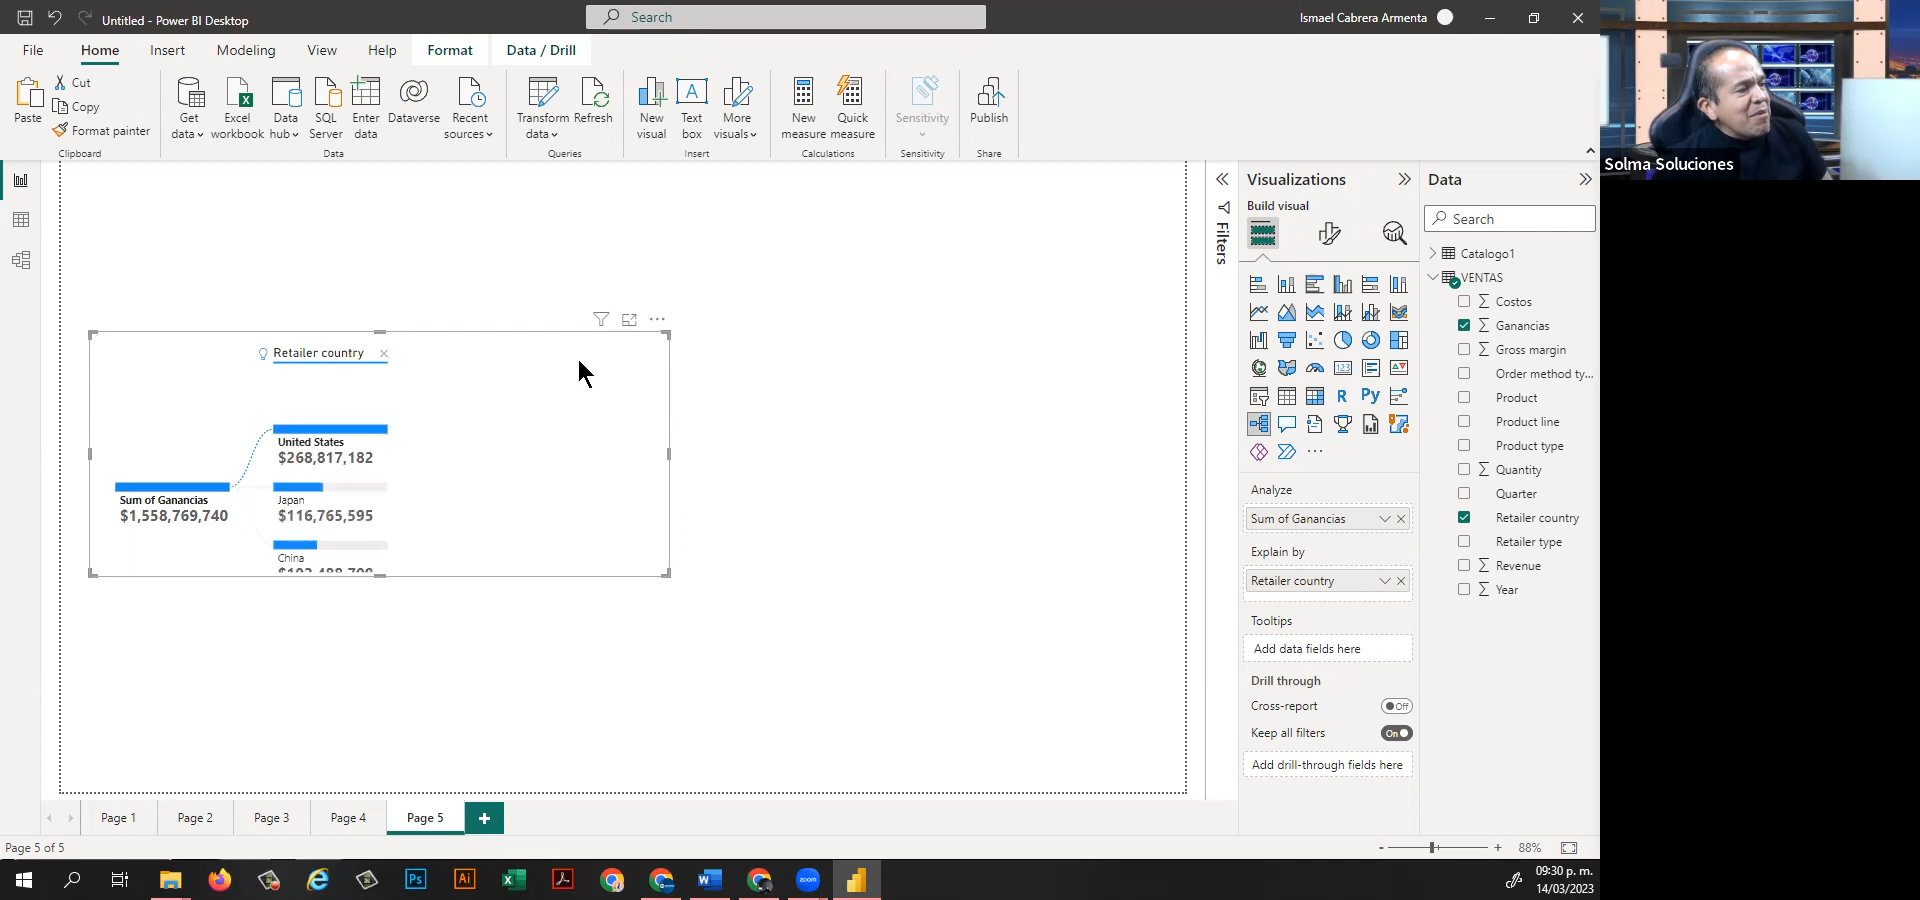 Untitled - Power BI Desktop
Search
Ismael Cabrera Armenta
File
Home
Insert
Modeling
View
Help
Format
Data / Drill
Paste
Cut
Copy
Format painter
Clipboard
Get data
Excel workbook
Data hub
SQL Server
Enter data
Dataverse
Recent sources
Data
Transform data
Refresh
Queries
New visual
Text box
More visuals
Insert
New measure
Quick measure
Calculations
Sensitivity
Sensitivity
Publish
Share
Solma Soluciones
Retailer country
United States
$268,817,182
Sum of Ganancias
$1,558,769,740
Japan
$116,765,595
China
Filters
Visualizations
Build visual
123
R
Py
Analyze
Sum of Ganancias
Explain by
Retailer country
Tooltips
Add data fields here
Drill through
Cross-report
Off
Keep all filters
On
Add drill-through fields here
Data
Search
Catalogo1
VENTAS
Costos
Ganancias
Gross margin
Order method ty...
Product
Product line
Product type
Quantity
Quarter
Retailer country
Retailer type
Revenue
Year
Page 1
Page 2
Page 3
Page 4
Page 5
Page 5 of 5
- + 88%
Ps
Ai
zoom
09:30 p. m.
14/03/2023